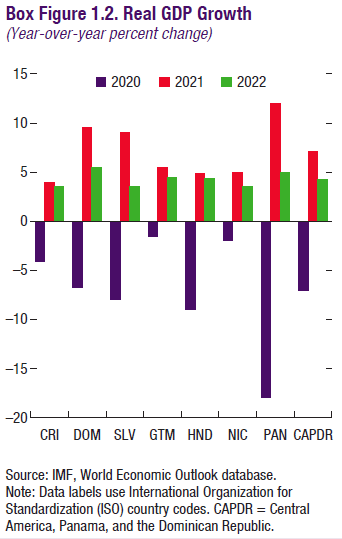 Box Figure 1.2. Real GDP Growth
(Year-over-year percent change)
2020 2021 2022
15
10
5
0
–5
–10
–15
–20
CRI DOM SLV GTM HND NIC PAN CAPDR
Source: IMF, World Economic Outlook database.
Note: Data labels use International Organization for
Standardization (ISO) country codes. CAPDR = Central
America, Panama, and the Dominican Republic.